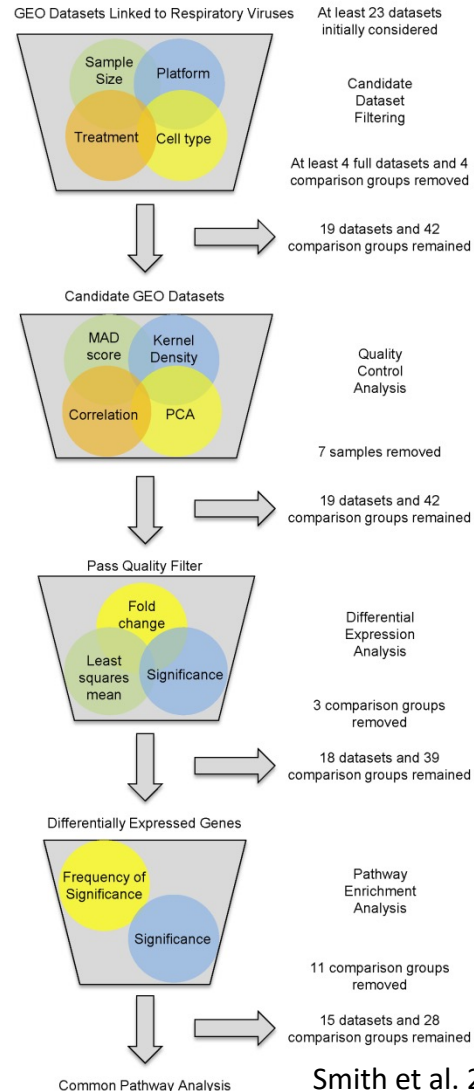 GEO Datasets Linked to Respiratory Viruses
At least 23 datasets
initially considered
Sample
Size
Platform
Treatment
Cell type
Candidate
Dataset
Filtering
At least 4 full datasets and 4
comparison groups removed
19 datasets and 42
comparison groups remained
Candidate GEO Datasets
MAD
score
Kernel
Density
Correlation
PCA
Quality
Control
Analysis
7 samples removed
19 datasets and 42
comparison groups remained
Pass Quality Filter
Fold
change
Least
squares
mean
Significance
Differential
Expression
Analysis
3 comparison groups
removed
18 datasets and 39
comparison groups remained
Differentially Expressed Genes
Frequency of
Significance
Significance
Pathway
Enrichment
Analysis
11 comparison groups
removed
15 datasets and 28
comparison groups remained
Common Pathway Analysis
Smith et al. 2